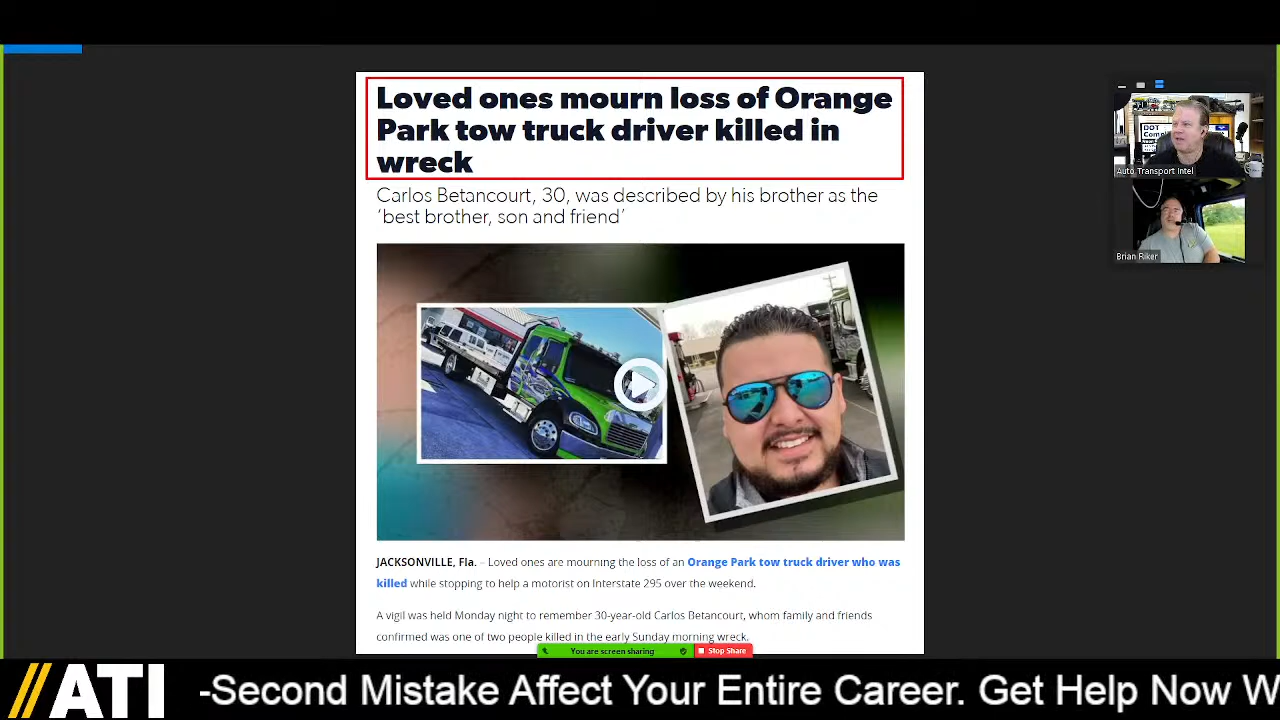 Loved ones mourn loss of Orange
Park tow truck driver killed in
wreck
Carlos Betancourt, 30, was described by his brother as the
‘best brother, son and friend’
JACKSONVILLE, Fla. – Loved ones are mourning the loss of an Orange Park tow truck driver who was
killed while stopping to help a motorist on Interstate 295 over the weekend.
A vigil was held Monday night to remember 30-year-old Carlos Betancourt, whom family and friends
confirmed was one of two people killed in the early Sunday morning wreck.
You are screen sharing
Stop Share
DOT
Auto Transport Intel
Brian Riker
//ATI
-Second Mistake Affect Your Entire Career. Get Help Now W